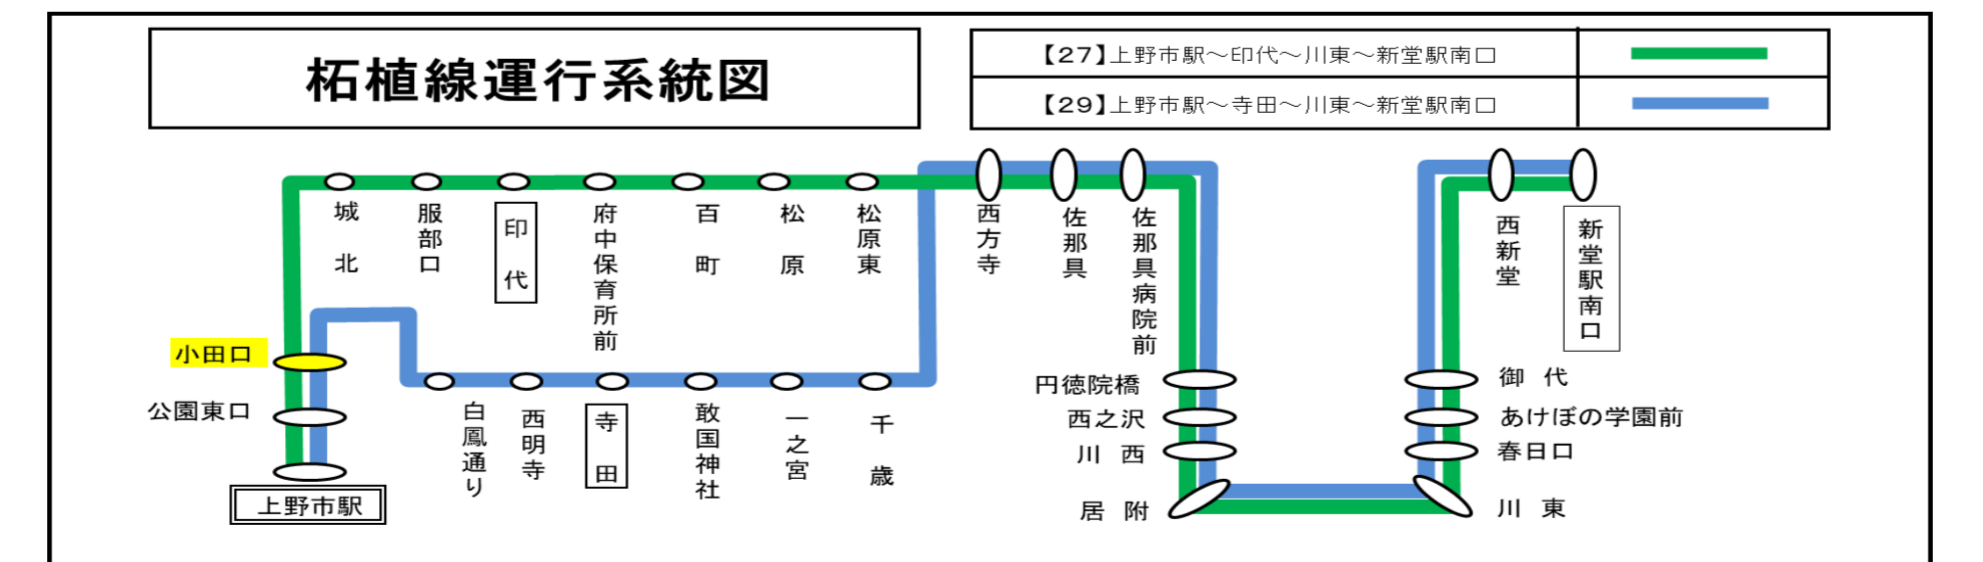 柘植線運行系統図
【27】上野市駅～印代～川東～新堂駅南口
【29】上野市駅～寺田～川東～新堂駅南口
城北
服部口
印代
府中保育所前
百町
松原
松原東
西方寺
佐那具
佐那具病院前
西新堂
新堂駅南口
小田口
公園東口
上野市駅
白鳳通り
西明寺
寺田
敢国神社
一之宮
千歳
円徳院橋
西之沢
川西
居附
御代
あけぼの学園前
春日口
川東